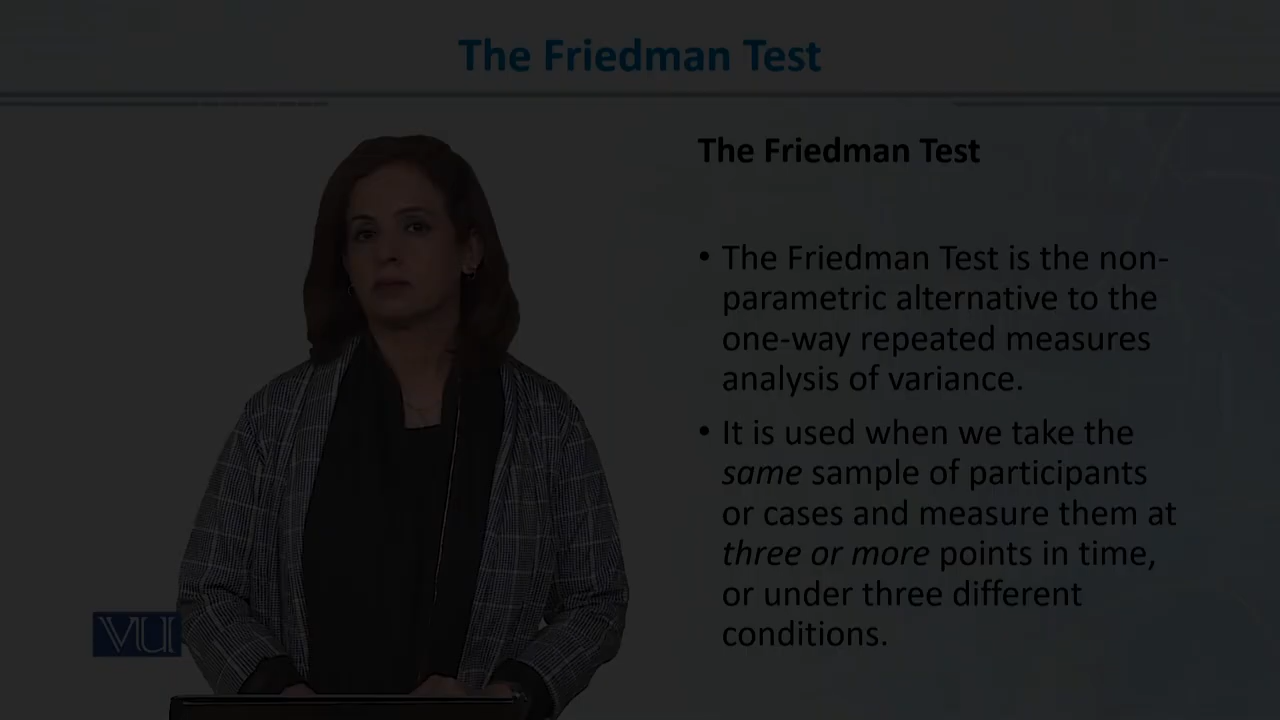 The Friedman Test
The Friedman Test
• The Friedman Test is the non-
parametric alternative to the
one-way repeated measures
analysis of variance.
• It is used when we take the
same sample of participants
or cases and measure them at
three or more points in time,
or under three different
conditions.
VU